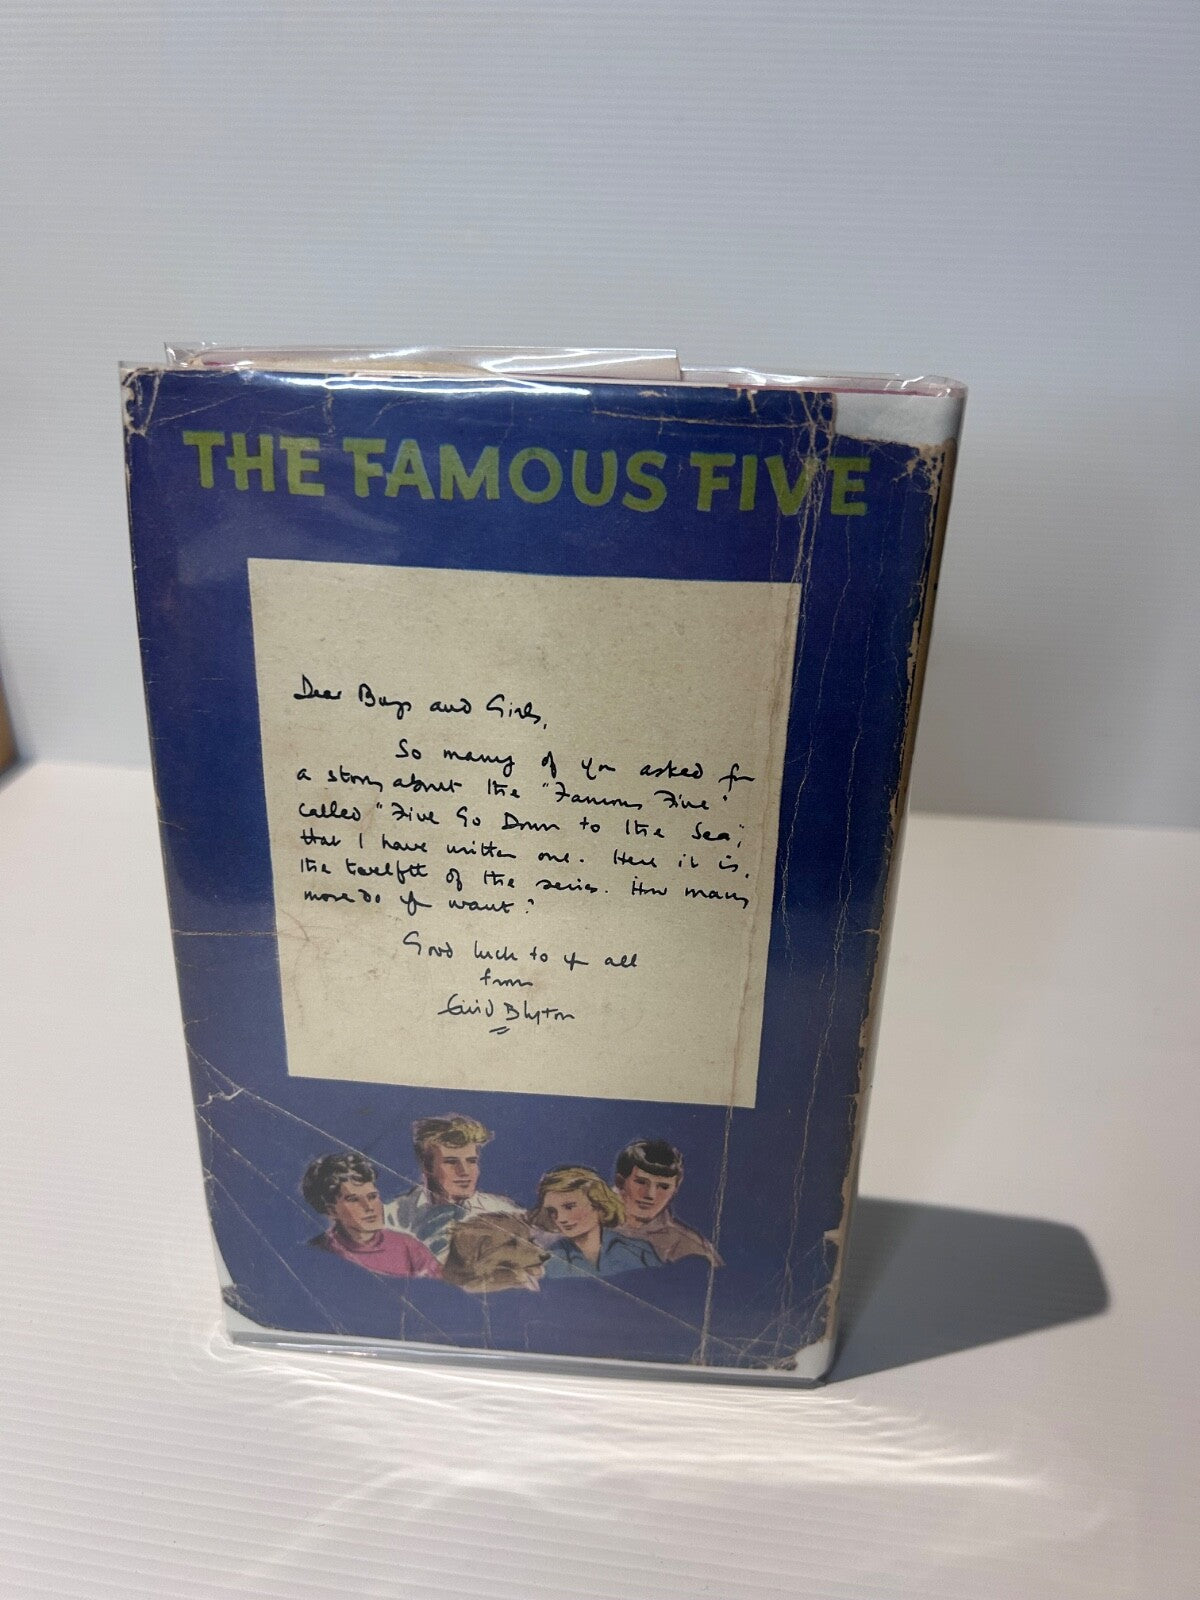 THE FAMOUS FIVE
Dear Boys and Girls,
So many of you asked for
a story about the "Famous Five"
called "Five Go Down to the Sea",
that I have written one. Here it is,
the twelfth of the series. How many
more do you want?
Good luck to you all
from
Enid Blyton